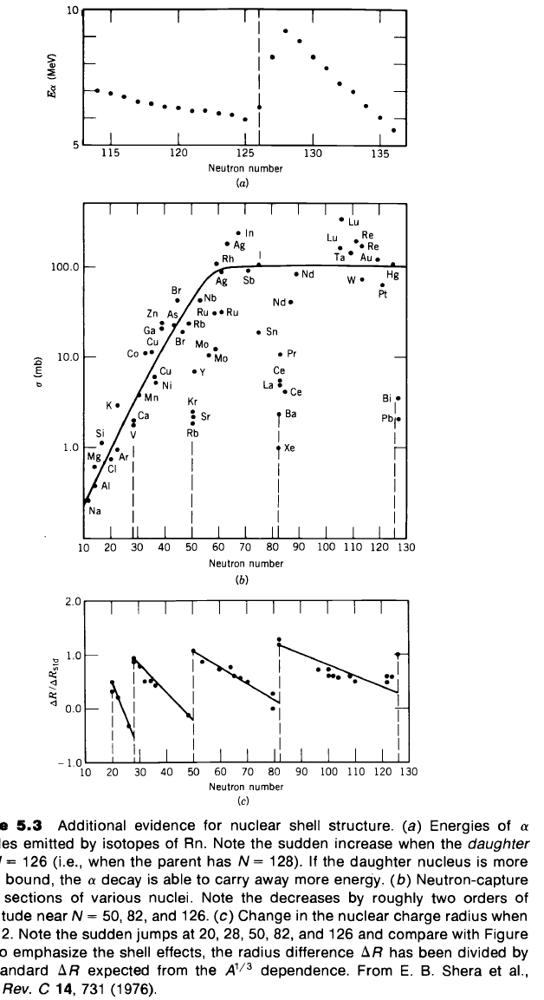 10
Eα (MeV)
5
115 120 125 130 135
Neutron number
(a)
100.0
10.0
1.0
σ (mb)
Lu
In
Ag
Lu
Re
Re
Rh
I
Ta
Au
Hg
Ag
Sb
Nd
W
Pt
Br
Nb
Nd
Zn
As
Ru
Ru
Ga
Rb
Sn
Br
Cu
Mo
Co
Mo
Pr
Cu
Y
Ce
Ni
La
Ce
Mn
Bi
K
Kr
Ca
Sr
Ba
Pb
V
Rb
Si
Xe
Mg
Ar
Cl
Al
Na
10 20 30 40 50 60 70 80 90 100 110 120 130
Neutron number
(b)
2.0
1.0
0.0
−1.0
ΔR/ΔRstd
10 20 30 40 50 60 70 80 90 100 110 120 130
Neutron number
(c)
e 5.3 Additional evidence for nuclear shell structure. (a) Energies of α
les emitted by isotopes of Rn. Note the sudden increase when the daughter
= 126 (i.e., when the parent has N = 128). If the daughter nucleus is more
bound, the α decay is able to carry away more energy. (b) Neutron-capture
sections of various nuclei. Note the decreases by roughly two orders of
tude near N = 50, 82, and 126. (c) Change in the nuclear charge radius when
2. Note the sudden jumps at 20, 28, 50, 82, and 126 and compare with Figure
o emphasize the shell effects, the radius difference ΔR has been divided by
andard ΔR expected from the A^1/3 dependence. From E. B. Shera et al.,
Rev. C 14, 731 (1976).